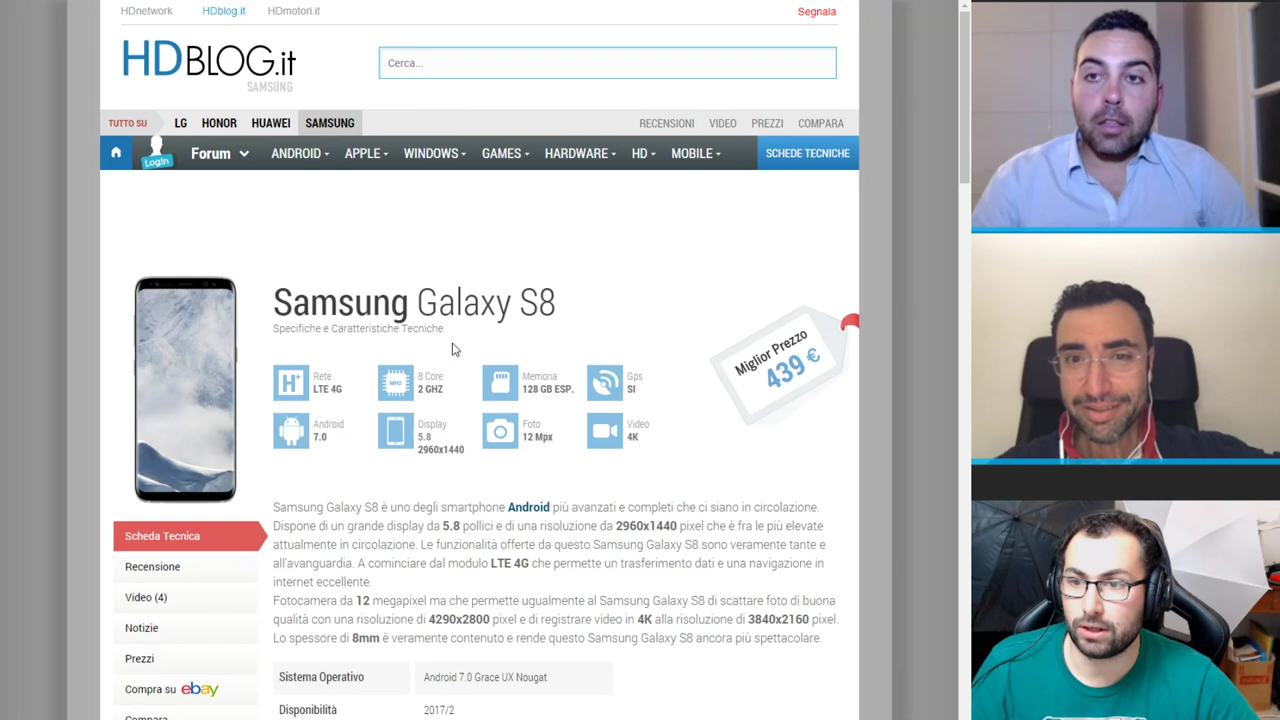 HDnetwork HDblog.it HDmotori.it Segnala
HDBLOG.it
SAMSUNG
Cerca...
TUTTO SU LG HONOR HUAWEI SAMSUNG RECENSIONI VIDEO PREZZI COMPARA
Login Forum ANDROID APPLE WINDOWS GAMES HARDWARE HD MOBILE SCHEDE TECNICHE
Samsung Galaxy S8
Specifiche e Caratteristiche Tecniche
Miglior Prezzo
439 €
H+ Rete
LTE 4G
MHZ 8 Core
2 GHZ
Memoria
128 GB ESP.
Gps
SI
Android
7.0
Display
5.8
2960x1440
Foto
12 Mpx
Video
4K
Samsung Galaxy S8 è uno degli smartphone Android più avanzati e completi che ci siano in circolazione.
Dispone di un grande display da 5.8 pollici e di una risoluzione da 2960x1440 pixel che è fra le più elevate
attualmente in circolazione. Le funzionalità offerte da questo Samsung Galaxy S8 sono veramente tante e
all'avanguardia. A cominciare dal modulo LTE 4G che permette un trasferimento dati e una navigazione in
internet eccellente.
Fotocamera da 12 megapixel ma che permette ugualmente al Samsung Galaxy S8 di scattare foto di buona
qualità con una risoluzione di 4290x2800 pixel e di registrare video in 4K alla risoluzione di 3840x2160 pixel.
Lo spessore di 8mm è veramente contenuto e rende questo Samsung Galaxy S8 ancora più spettacolare.
Scheda Tecnica
Recensione
Video (4)
Notizie
Prezzi
Compra su ebay
Compara
Sistema Operativo Android 7.0 Grace UX Nougat
Disponibilità 2017/2